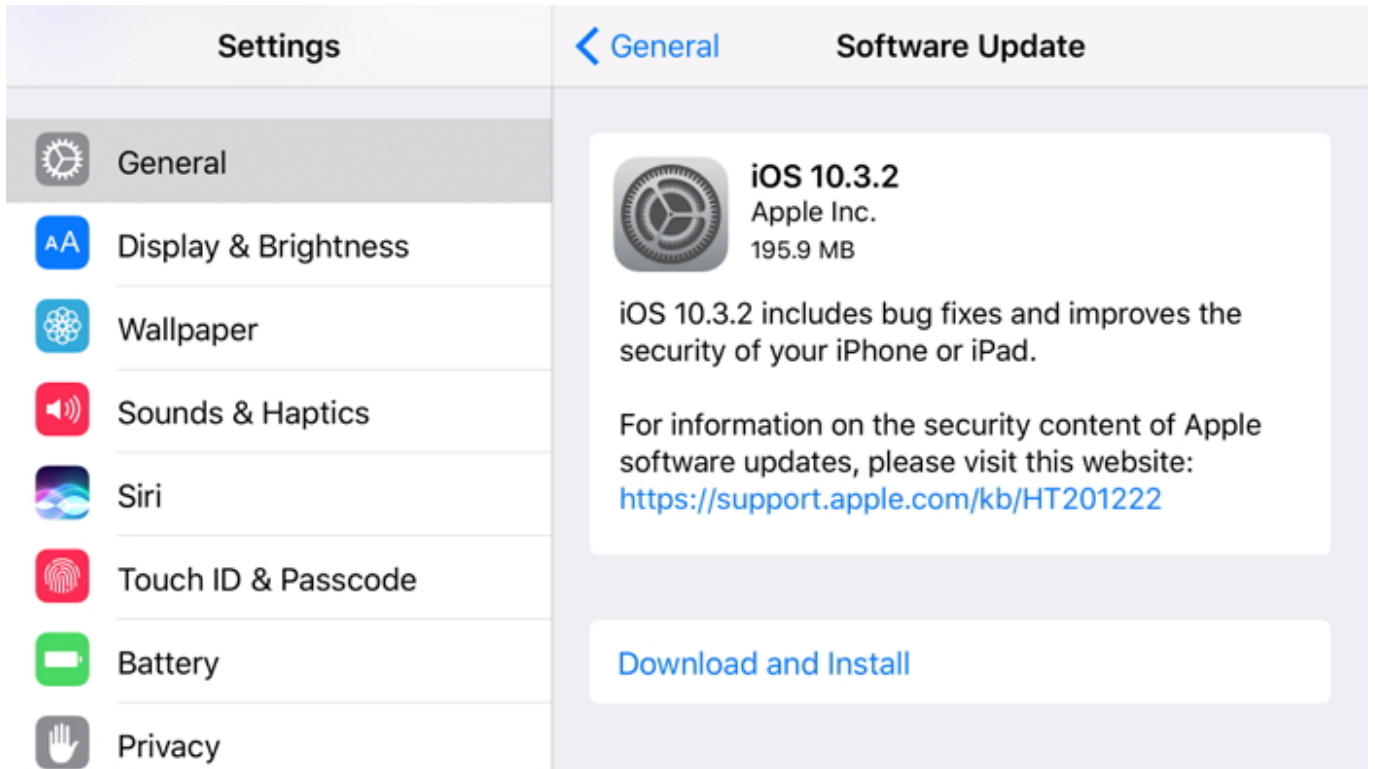 Settings
General
AA Display & Brightness
Wallpaper
Sounds & Haptics
Siri
Touch ID & Passcode
Battery
Privacy
General
Software Update
iOS 10.3.2
Apple Inc.
195.9 MB
iOS 10.3.2 includes bug fixes and improves the
security of your iPhone or iPad.
For information on the security content of Apple
software updates, please visit this website:
https://support.apple.com/kb/HT201222
Download and Install